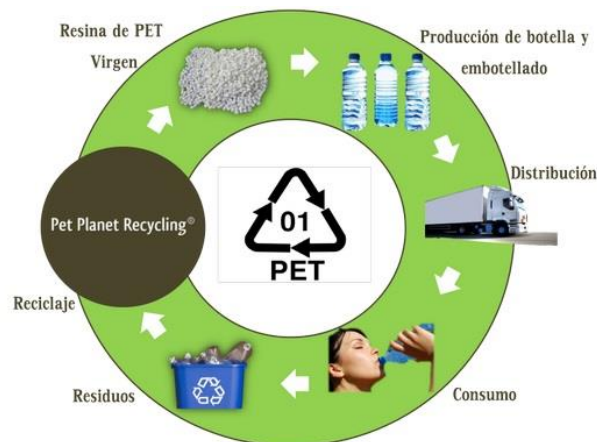 Resina de PET
Virgen
Producción de botella y
embotellado
Distribución
Pet Planet Recycling®
01
PET
Reciclaje
Residuos
Consumo